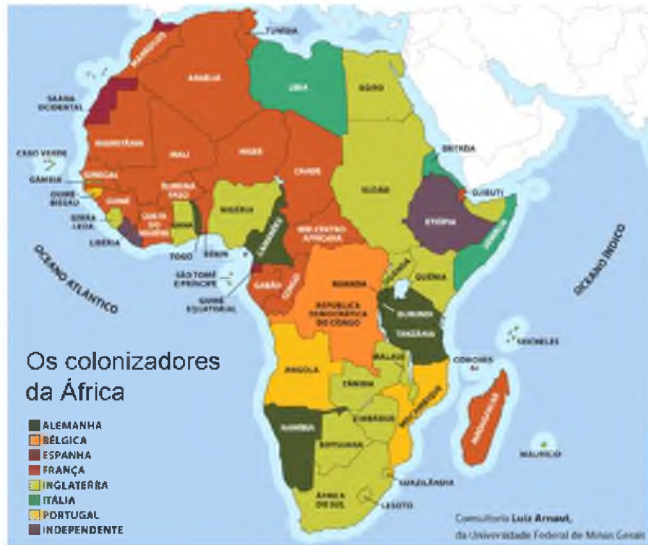 TUNÍSIA
MARROCOS
ARGÉLIA
LÍBIA
EGITO
SAARA
OCIDENTAL
MAURITÂNIA
MALI
NÍGER
CHADE
SUDÃO
ERITRÉIA
CABO VERDE
SENEGAL
GÂMBIA
GUINÉ-
BISSAU
GUINÉ
BURKINA
FASO
DJIBUTI
SERRA
LEOA
COSTA
DO
MARFIM
GANA
NIGÉRIA
CAMARÕES
REP. CENTRO
AFRICANA
ETIÓPIA
SOMÁLIA
LIBÉRIA
TOGO
BENIN
SÃO TOMÉ
E PRÍNCIPE
GUINÉ
EQUATORIAL
GABÃO
CONGO
UGANDA
QUÊNIA
RUANDA
REPÚBLICA
DEMOCRÁTICA
DO CONGO
BURUNDI
TANZÂNIA
OCEANO ATLÂNTICO
OCEANO ÍNDICO
SEICHELES
COMORES
ANGOLA
ZÂMBIA
MALAUI
MOÇAMBIQUE
MADAGASCAR
MAURÍCIO
NAMÍBIA
ZIMBÁBUE
BOTSUANA
SUAZILÂNDIA
ÁFRICA
DO SUL
LESOTO
Os colonizadores
da África
ALEMANHA
BÉLGICA
ESPANHA
FRANÇA
INGLATERRA
ITÁLIA
PORTUGAL
INDEPENDENTE
Consultoria Luiz Arnaut,
da Universidade Federal de Minas Gerais